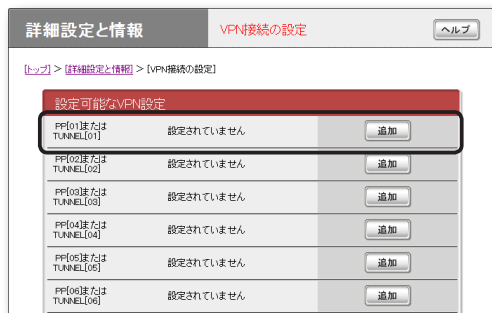 詳細設定と情報 VPN接続の設定 ヘルプ
[トップ] > [詳細設定と情報] > [VPN接続の設定]
設定可能なVPN設定
PP[01]または
TUNNEL[01] 設定されていません 追加
PP[02]または
TUNNEL[02] 設定されていません 追加
PP[03]または
TUNNEL[03] 設定されていません 追加
PP[04]または
TUNNEL[04] 設定されていません 追加
PP[05]または
TUNNEL[05] 設定されていません 追加
PP[06]または
TUNNEL[06] 設定されていません 追加